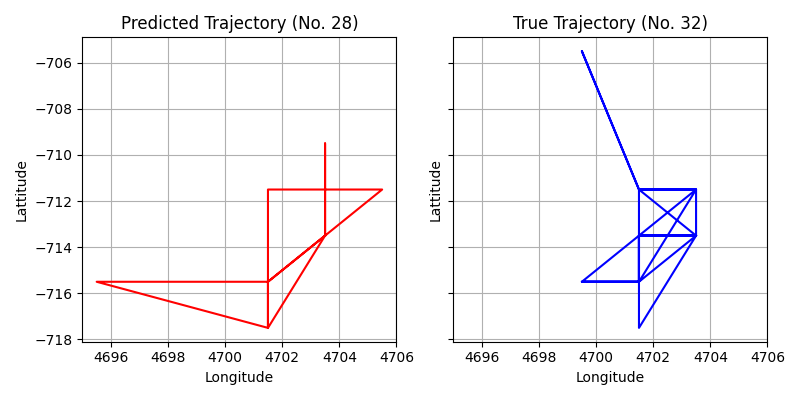 Predicted Trajectory (No. 28)
True Trajectory (No. 32)
−706
−708
−710
−712
−714
−716
−718
Lattitude
Lattitude
4696 4698 4700 4702 4704 4706
4696 4698 4700 4702 4704 4706
Longitude
Longitude